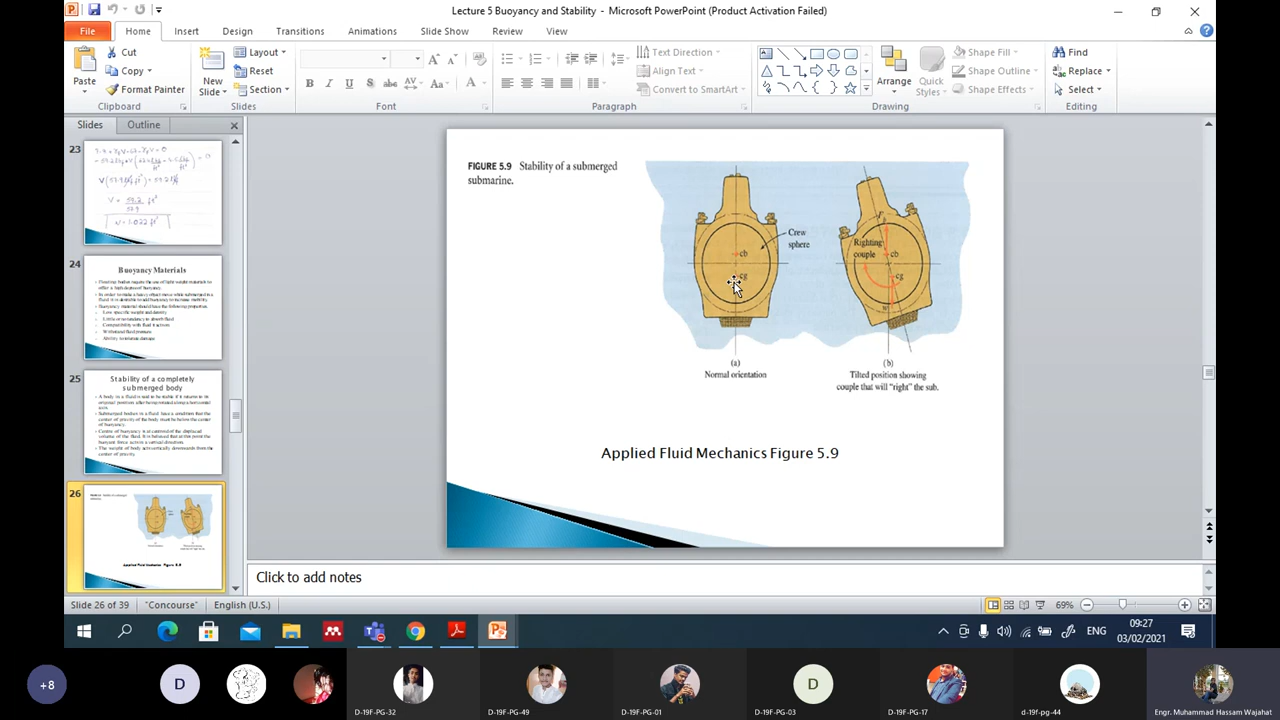 Lecture 5 Buoyancy and Stability - Microsoft PowerPoint (Product Activation Failed)
File Home Insert Design Transitions Animations Slide Show Review View
Paste
Cut
Copy
Format Painter
Clipboard
New Slide
Layout
Reset
Section
Slides
Font
Text Direction
Align Text
Convert to SmartArt
Paragraph
Arrange
Quick Styles
Shape Fill
Shape Outline
Shape Effects
Drawing
Find
Replace
Select
Editing
Slides Outline
23
24
Buoyancy Materials
25
Stability of a completely
submerged body
26
FIGURE 5.9 Stability of a submerged
submarine.
Crew
sphere
cb
cg
Righting
couple
cb
cg
(a)
Normal orientation
(b)
Tilted position showing
couple that will "right" the sub.
Applied Fluid Mechanics Figure 5.9
Click to add notes
Slide 26 of 39 "Concourse" English (U.S.) 69%
ENG
09:27
03/02/2021
+8
D
D
D-19F-PG-32
D-19F-PG-49
D-19F-PG-01
D-19F-PG-03
D-19F-PG-17
d-19f-pg-44
Engr. Muhammad Hassam Wajahat